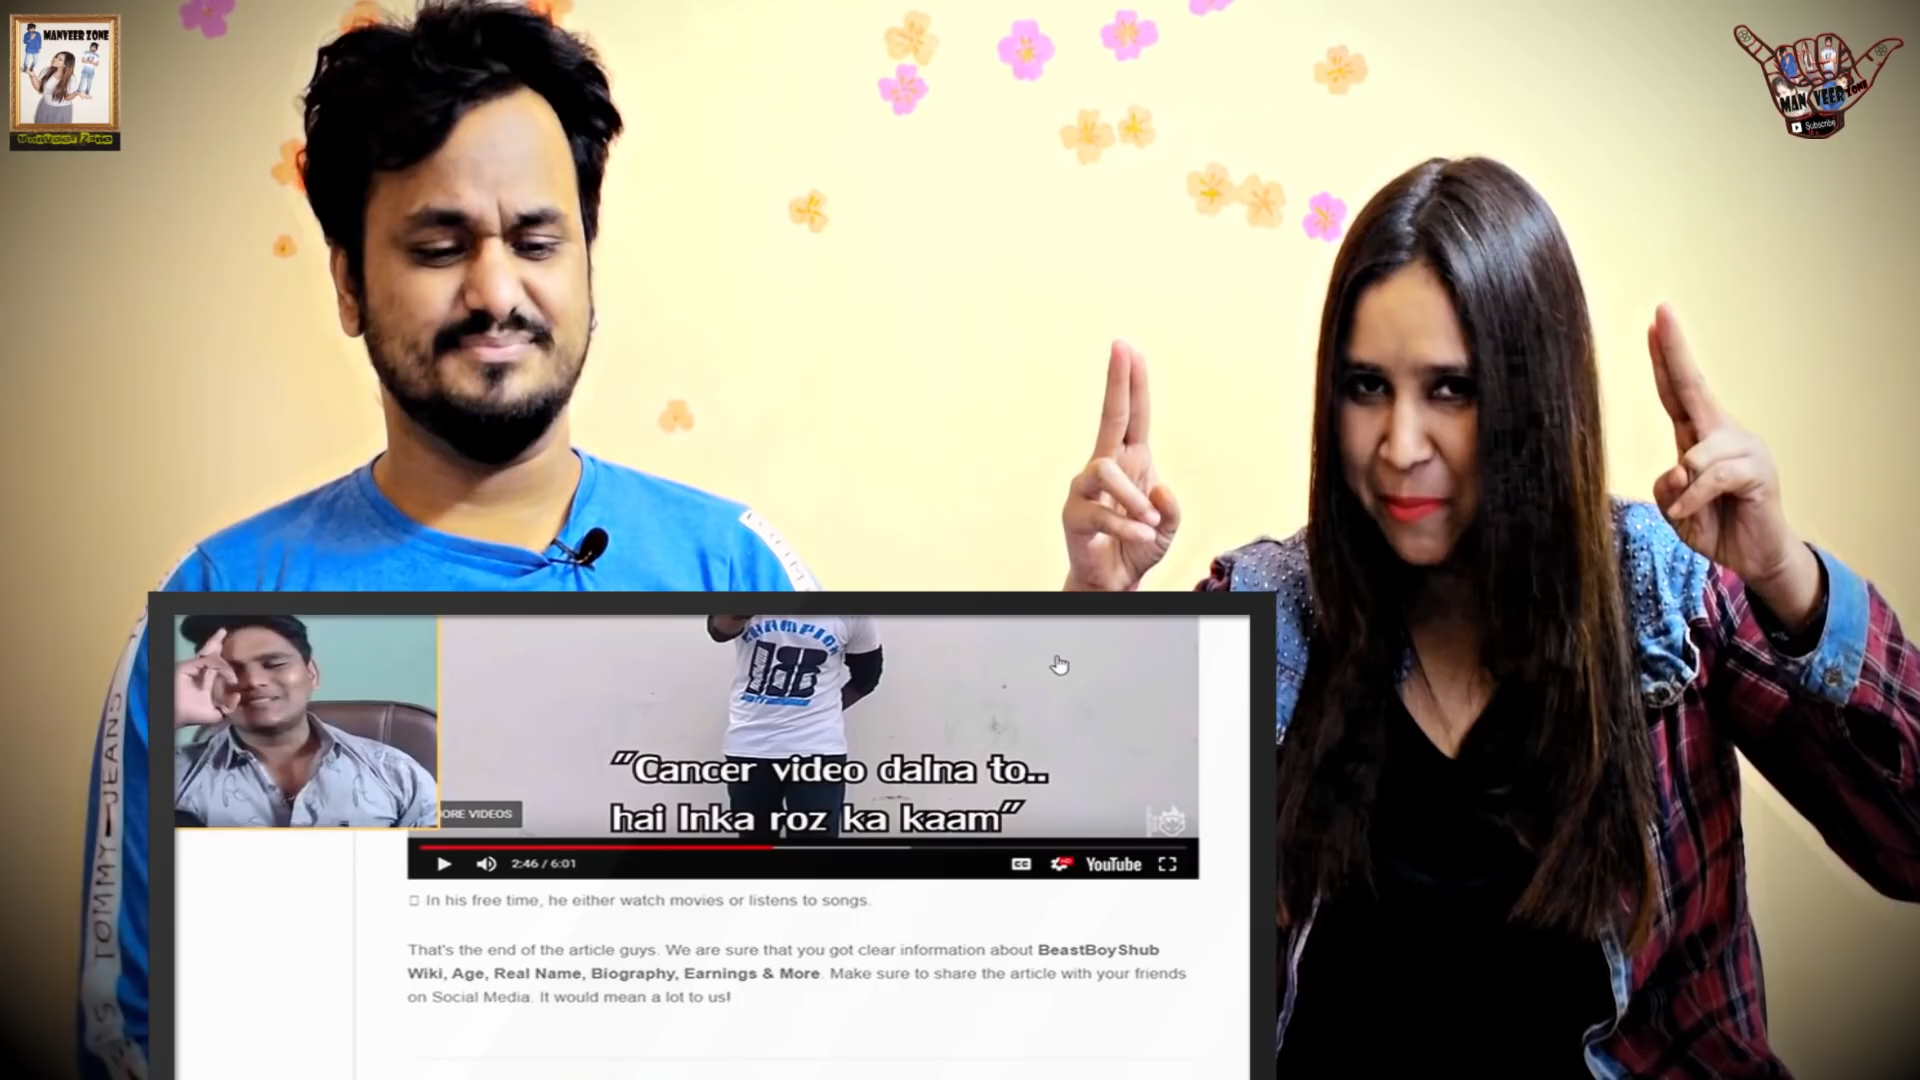 MANVEER ZONE
ManVeer Zone
MAN VEER ZONE
Subscribe
CHAMPION
"Cancer video dalna to..
hai Inka roz ka kaam"
ORE VIDEOS
2:46 / 6:01
CC
YouTube
In his free time, he either watch movies or listens to songs.
That's the end of the article guys. We are sure that you got clear information about BeastBoyShub
Wiki, Age, Real Name, Biography, Earnings & More. Make sure to share the article with your friends
on Social Media. It would mean a lot to us!
TOMMY-JEANS